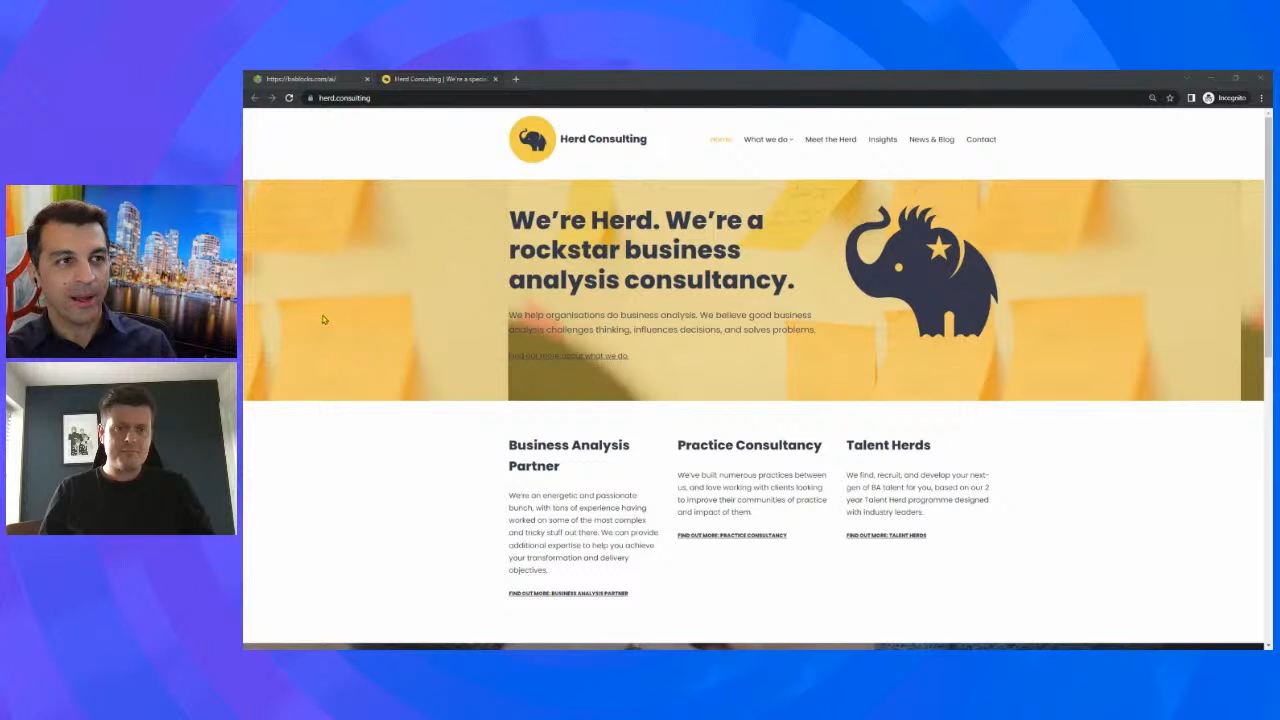 https://bablocks.com/ai/
Herd Consulting | We're a specia
herd.consulting
Incognito
Herd Consulting
Home
What we do
Meet the Herd
Insights
News & Blog
Contact
We're Herd. We're a
rockstar business
analysis consultancy.
We help organisations do business analysis. We believe good business
analysis challenges thinking, influences decisions, and solves problems.
Find out more about what we do.
Business Analysis
Partner
We're an energetic and passionate
bunch, with tons of experience having
worked on some of the most complex
and tricky stuff out there. We can provide
additional expertise to help you achieve
your transformation and delivery
objectives.
FIND OUT MORE: BUSINESS ANALYSIS PARTNER
Practice Consultancy
We've built numerous practices between
us, and love working with clients looking
to improve their communities of practice
and impact of them.
FIND OUT MORE: PRACTICE CONSULTANCY
Talent Herds
We find, recruit, and develop your next-
gen of BA talent for you, based on our 2
year Talent Herd programme designed
with industry leaders.
FIND OUT MORE: TALENT HERDS